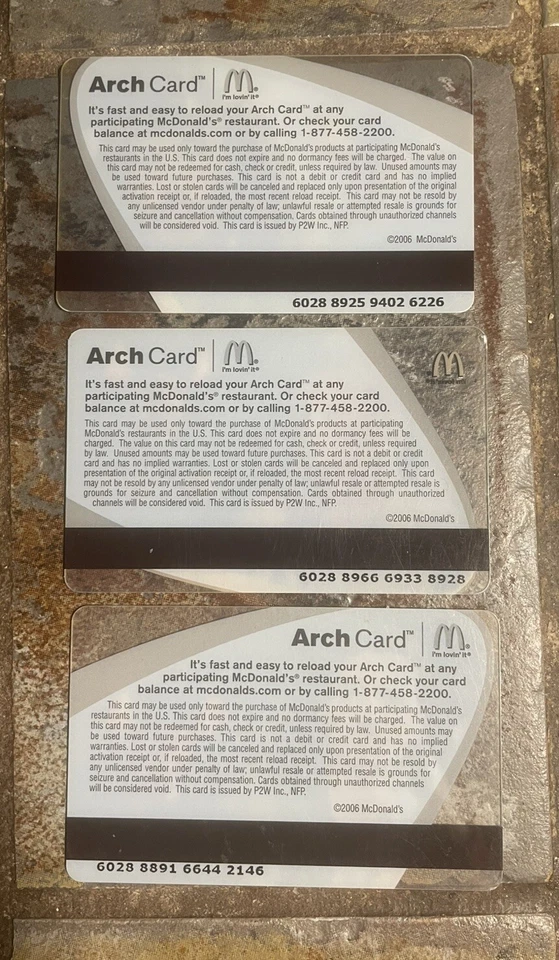 Arch Card™ | i'm lovin' it®
It's fast and easy to reload your Arch Card™ at any
participating McDonald's® restaurant. Or check your card
balance at mcdonalds.com or by calling 1-877-458-2200.
This card may be used only toward the purchase of McDonald's products at participating McDonald's
restaurants in the U.S. This card does not expire and no dormancy fees will be charged. The value on
this card may not be redeemed for cash, check or credit, unless required by law. Unused amounts may
be used toward future purchases. This card is not a debit or credit card and has no implied
warranties. Lost or stolen cards will be canceled and replaced only upon presentation of the original
activation receipt or, if reloaded, the most recent reload receipt. This card may not be resold by
any unlicensed vendor under penalty of law; unlawful resale or attempted resale is grounds for
seizure and cancellation without compensation. Cards obtained through unauthorized channels
will be considered void. This card is issued by P2W Inc., NFP.
©2006 McDonald's
6028 8925 9402 6226
Arch Card™ | i'm lovin' it®
It's fast and easy to reload your Arch Card™ at any
participating McDonald's® restaurant. Or check your card
balance at mcdonalds.com or by calling 1-877-458-2200.
This card may be used only toward the purchase of McDonald's products at participating
McDonald's restaurants in the U.S. This card does not expire and no dormancy fees will be
charged. The value on this card may not be redeemed for cash, check or credit, unless required
by law. Unused amounts may be used toward future purchases. This card is not a debit or credit
card and has no implied warranties. Lost or stolen cards will be canceled and replaced only upon
presentation of the original activation receipt or, if reloaded, the most recent reload receipt. This card
may not be resold by any unlicensed vendor under penalty of law; unlawful resale or attempted resale is
grounds for seizure and cancellation without compensation. Cards obtained through unauthorized
channels will be considered void. This card is issued by P2W Inc., NFP.
©2006 McDonald's
6028 8966 6933 8928
Arch Card™ | i'm lovin' it®
It's fast and easy to reload your Arch Card™ at any
participating McDonald's® restaurant. Or check your card
balance at mcdonalds.com or by calling 1-877-458-2200.
This card may be used only toward the purchase of McDonald's products at participating McDonald's
restaurants in the U.S. This card does not expire and no dormancy fees will be charged. The value on
this card may not be redeemed for cash, check or credit, unless required by law. Unused amounts may
be used toward future purchases. This card is not a debit or credit card and has no implied
warranties. Lost or stolen cards will be canceled and replaced only upon presentation of the original
activation receipt or, if reloaded, the most recent reload receipt. This card may not be resold by
any unlicensed vendor under penalty of law; unlawful resale or attempted resale is grounds for
seizure and cancellation without compensation. Cards obtained through unauthorized channels
will be considered void. This card is issued by P2W Inc., NFP.
©2006 McDonald's
6028 8891 6644 2146